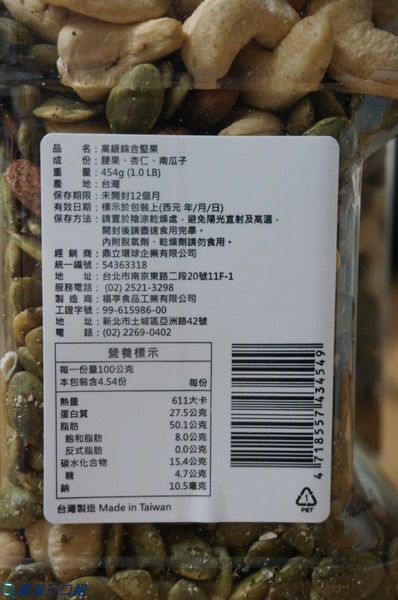 品　　名：高級綜合堅果
成　　份：腰果、杏仁、南瓜子
重　　量：454g (1.0 LB)
產　　地：台灣
保存期限：未開封12個月
有效日期：標示於包裝上(西元 年/月/日)
保存方法：請置於陰涼乾燥處，避免陽光直射及高溫，
開封後請儘速食用完畢。
內附脫氧劑、乾燥劑請勿食用。
經 銷 商：鼎立環球企業有限公司
統一編號：54363318
地　　址：台北市南京東路二段20號11F-1
服務電話：(02) 2521-3298
製 造 商：福亭食品工業有限公司
工證字號：99-615986-00
地　　址：新北市土城區亞洲路42號
電　　話：(02) 2269-0402
營養標示
每一份量100公克
本包裝含4.54份　每份
熱量　611大卡
蛋白質　27.5公克
脂肪　50.1公克
飽和脂肪　8.0公克
反式脂肪　0.0公克
碳水化合物　15.4公克
糖　4.7公克
鈉　10.5毫克
台灣製造 Made in Taiwan
4 718557 434549
1
PET